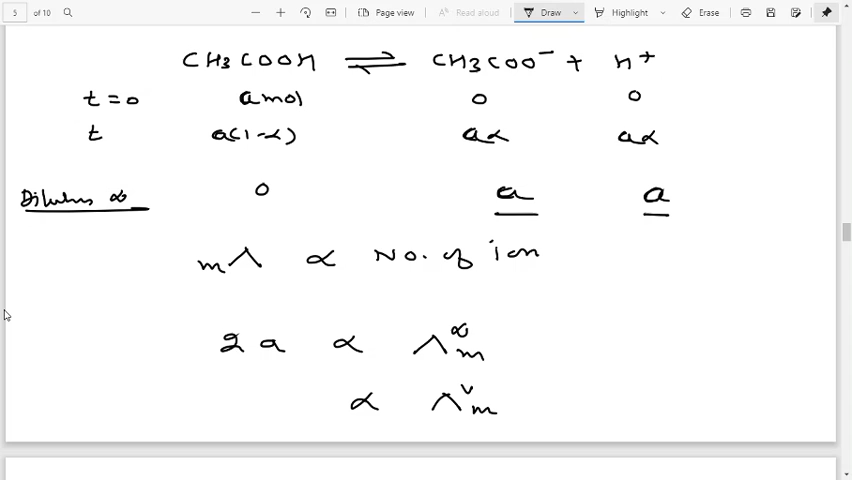 5 of 10 Page view Read aloud Draw Highlight Erase
CH3COOH ⇌ CH3COO⁻ + H⁺
t=0 a mol 0 0
t a(1-α) aα aα
Dilution ∞ 0 a a
mΛ ∝ No. of ion
2a ∝ Λ∞m
∝ Λvm